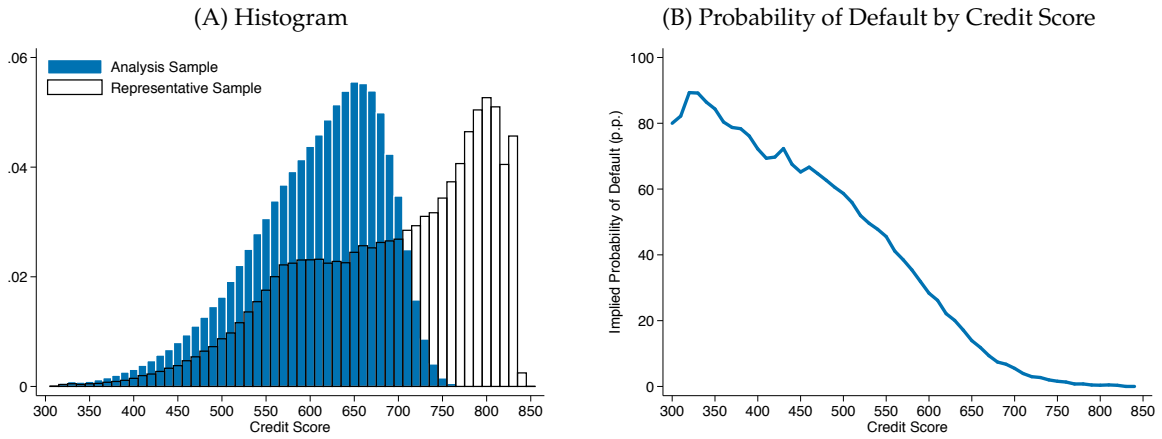 (A) Histogram
.06
.04
.02
0
Analysis Sample
Representative Sample
300 350 400 450 500 550 600 650 700 750 800 850
Credit Score
(B) Probability of Default by Credit Score
Implied Probability of Default (p.p.)
100
80
60
40
20
0
300 350 400 450 500 550 600 650 700 750 800 850
Credit Score